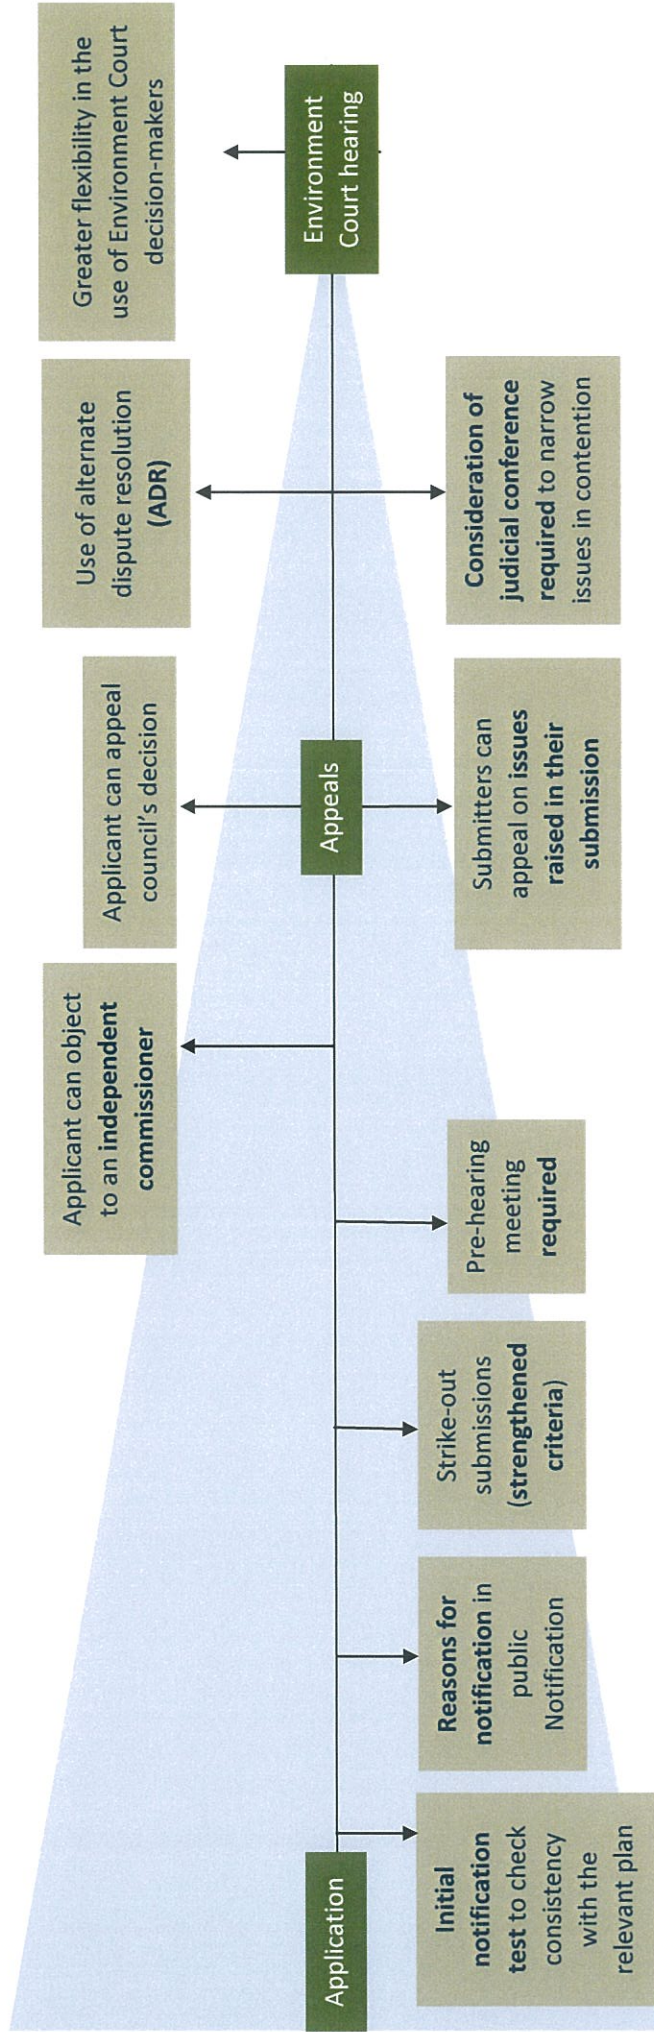 Application
Initial
notification
test to check
consistency
with the
relevant plan
Reasons for
notification in
public
Notification
Strike-out
submissions
(strengthened
criteria)
Pre-hearing
meeting
required
Applicant can object
to an independent
commissioner
Appeals
Applicant can appeal
council's decision
Submitters can
appeal on issues
raised in their
submission
Use of alternate
dispute resolution
(ADR)
Consideration of
judicial conference
required to narrow
issues in contention
Environment
Court hearing
Greater flexibility in the
use of Environment Court
decision-makers